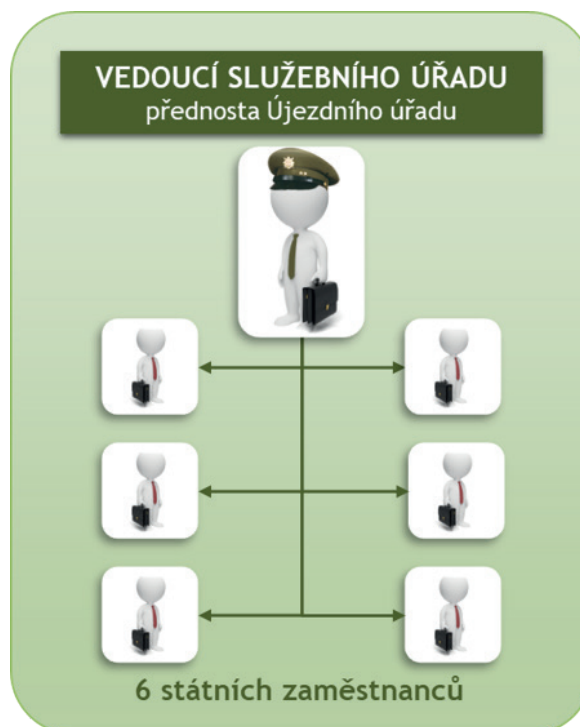 VEDOUCÍ SLUŽEBNÍHO ÚŘADU
přednosta Újezdního úřadu
6 státních zaměstnanců